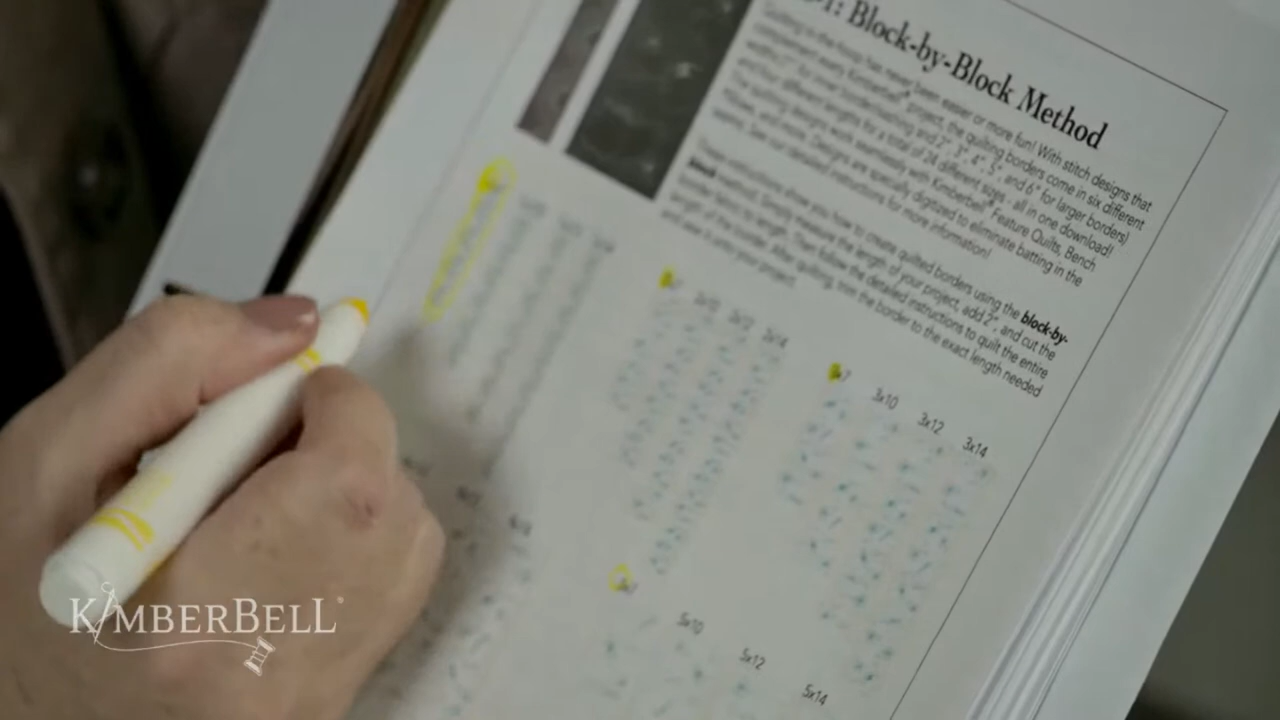 1: Block-by-Block Method
Quilting in the hoop has never been easier or more fun! With stitch designs that
complement every Kimberbell® project, the quilting borders come in six different
widths (1" for inner borders/sashing and 2", 3", 4", 5", and 6" for larger borders)
and four different lengths for a total of 24 different sizes - all in one download!
The quilting designs work seamlessly with Kimberbell® Feature Quilts, Bench
Pillows, and more. Designs are specially digitized to eliminate batting in the
seams. See our detailed instructions for more information!
These instructions show you how to create quilted borders using the block-by-
block method. Simply measure the length of your project, add 2", and cut the
border fabric to length. Then follow the detailed instructions to quilt the entire
length of the border. After quilting, trim the border to the exact length needed
and sew it onto your project.
2x10 2x12 2x14
x7 3x10 3x12 3x14
5x10 5x12 5x14
KIMBERBELL®